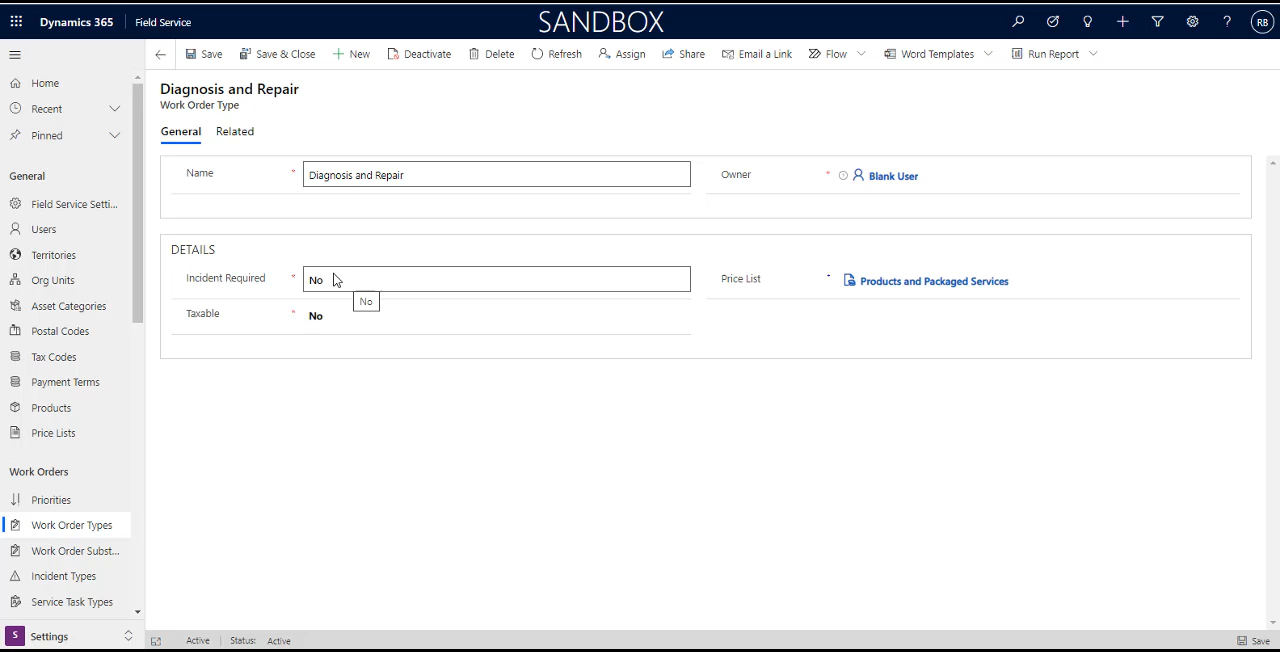 Dynamics 365 Field Service SANDBOX RB
Save Save & Close New Deactivate Delete Refresh Assign Share Email a Link Flow Word Templates Run Report
Home
Recent
Pinned
General
Field Service Setti...
Users
Territories
Org Units
Asset Categories
Postal Codes
Tax Codes
Payment Terms
Products
Price Lists
Work Orders
Priorities
Work Order Types
Work Order Subst...
Incident Types
Service Task Types
S Settings
Diagnosis and Repair
Work Order Type
General Related
Name * Diagnosis and Repair Owner * Blank User
DETAILS
Incident Required * No Price List * Products and Packaged Services
No
Taxable * No
Active Status: Active Save